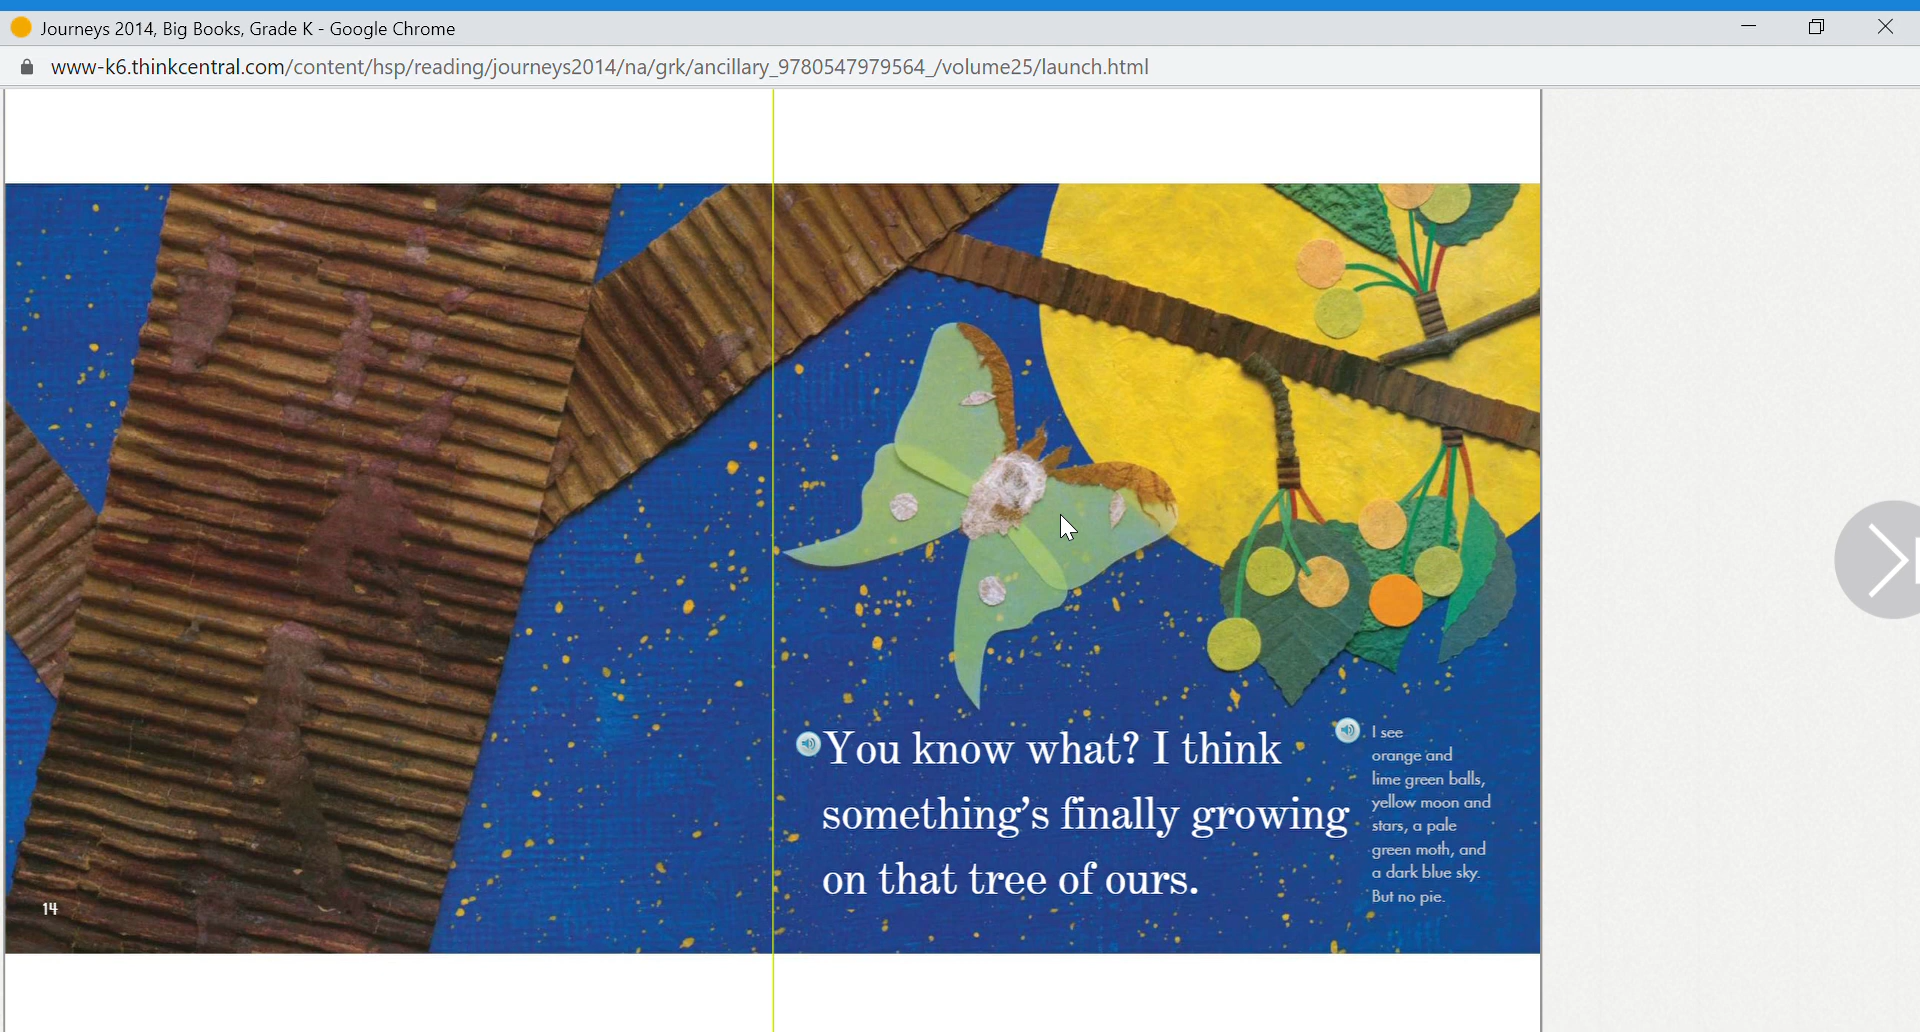 Journeys 2014, Big Books, Grade K - Google Chrome
www-k6.thinkcentral.com/content/hsp/reading/journeys2014/na/grk/ancillary_9780547979564_/volume25/launch.html
You know what? I think
something's finally growing
on that tree of ours.
I see
orange and
lime green balls,
yellow moon and
stars, a pale
green moth, and
a dark blue sky.
But no pie.
14